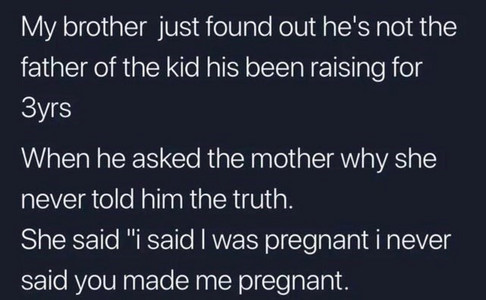 My brother just found out he's not the
father of the kid his been raising for
3yrs
When he asked the mother why she
never told him the truth.
She said "i said I was pregnant i never
said you made me pregnant.